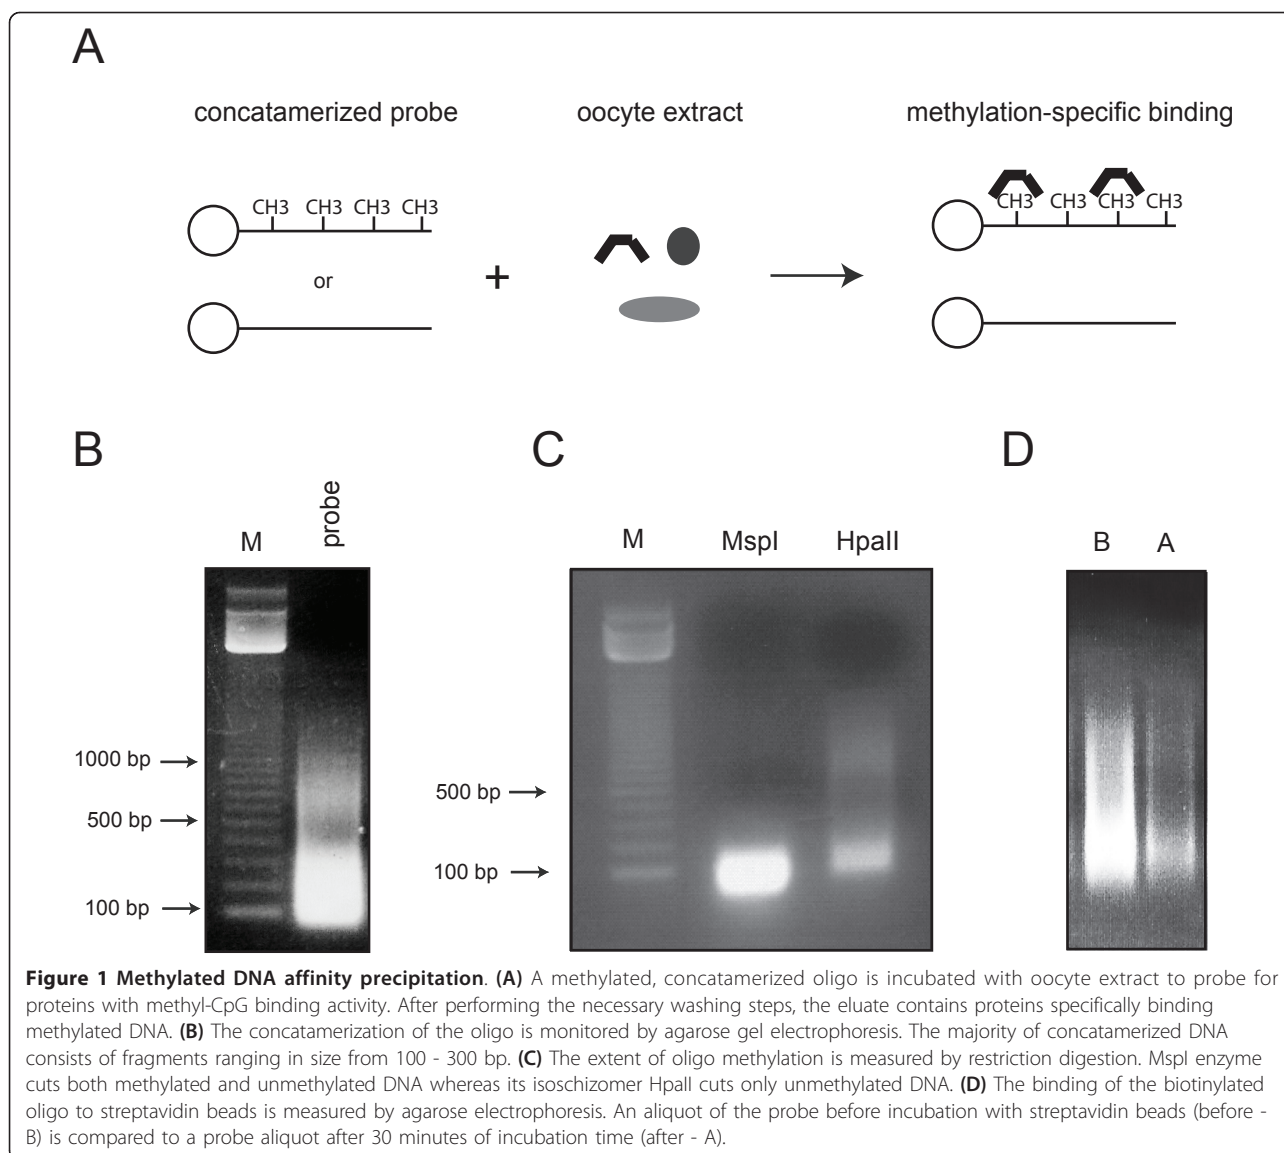 A
concatamerized probe
oocyte extract
methylation-specific binding
CH3 CH3 CH3 CH3
or
+
CH3 CH3 CH3 CH3
B
M
probe
1000 bp
500 bp
100 bp
C
M
MspI
HpaII
500 bp
100 bp
D
B
A
Figure 1 Methylated DNA affinity precipitation. (A) A methylated, concatamerized oligo is incubated with oocyte extract to probe for
proteins with methyl-CpG binding activity. After performing the necessary washing steps, the eluate contains proteins specifically binding
methylated DNA. (B) The concatamerization of the oligo is monitored by agarose gel electrophoresis. The majority of concatamerized DNA
consists of fragments ranging in size from 100 - 300 bp. (C) The extent of oligo methylation is measured by restriction digestion. MspI enzyme
cuts both methylated and unmethylated DNA whereas its isoschizomer HpaII cuts only unmethylated DNA. (D) The binding of the biotinylated
oligo to streptavidin beads is measured by agarose electrophoresis. An aliquot of the probe before incubation with streptavidin beads (before -
B) is compared to a probe aliquot after 30 minutes of incubation time (after - A).